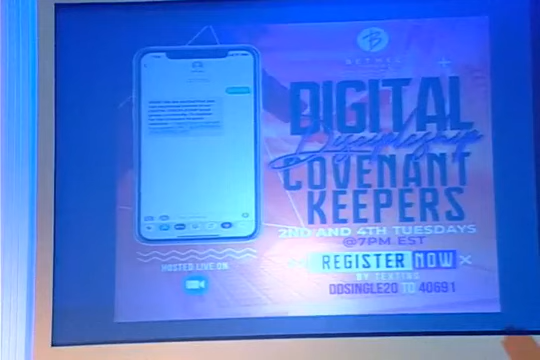 BETHEL
DIGITAL
Discipleship
COVENANT
KEEPERS
2ND AND 4TH TUESDAYS
@7PM EST
REGISTER NOW
BY TEXTING
DDSINGLE20 TO 40691
HOSTED LIVE ON